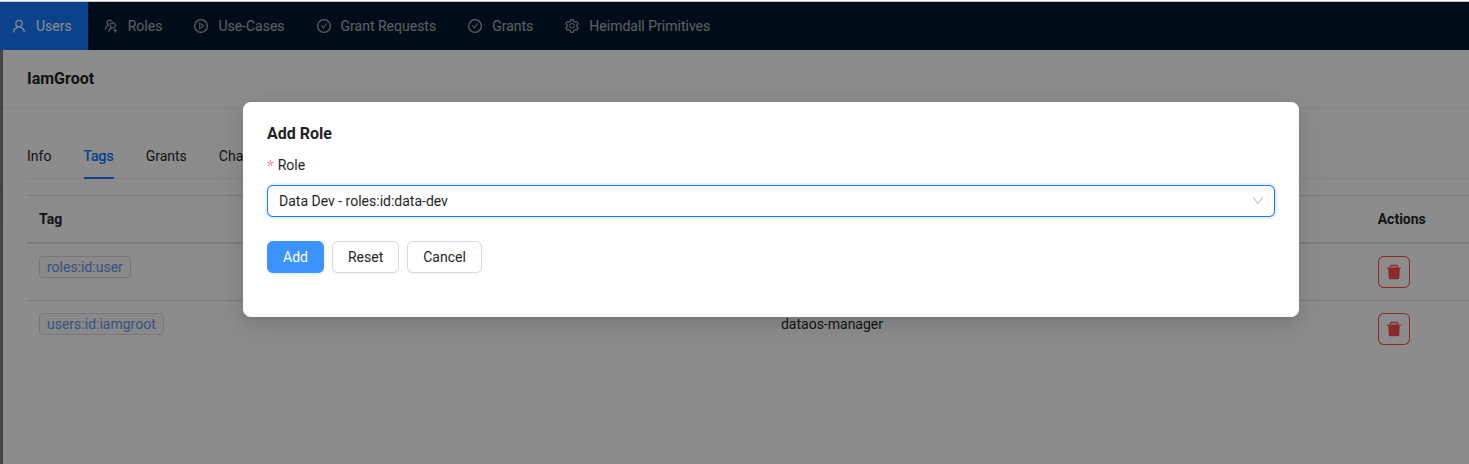 Users Roles Use-Cases Grant Requests Grants Heimdall Primitives
IamGroot
Add Role
* Role
Info Tags Grants Cha
Data Dev - roles:id:data-dev
Tag Actions
Add Reset Cancel
roles:id:user
users:id:iamgroot dataos-manager